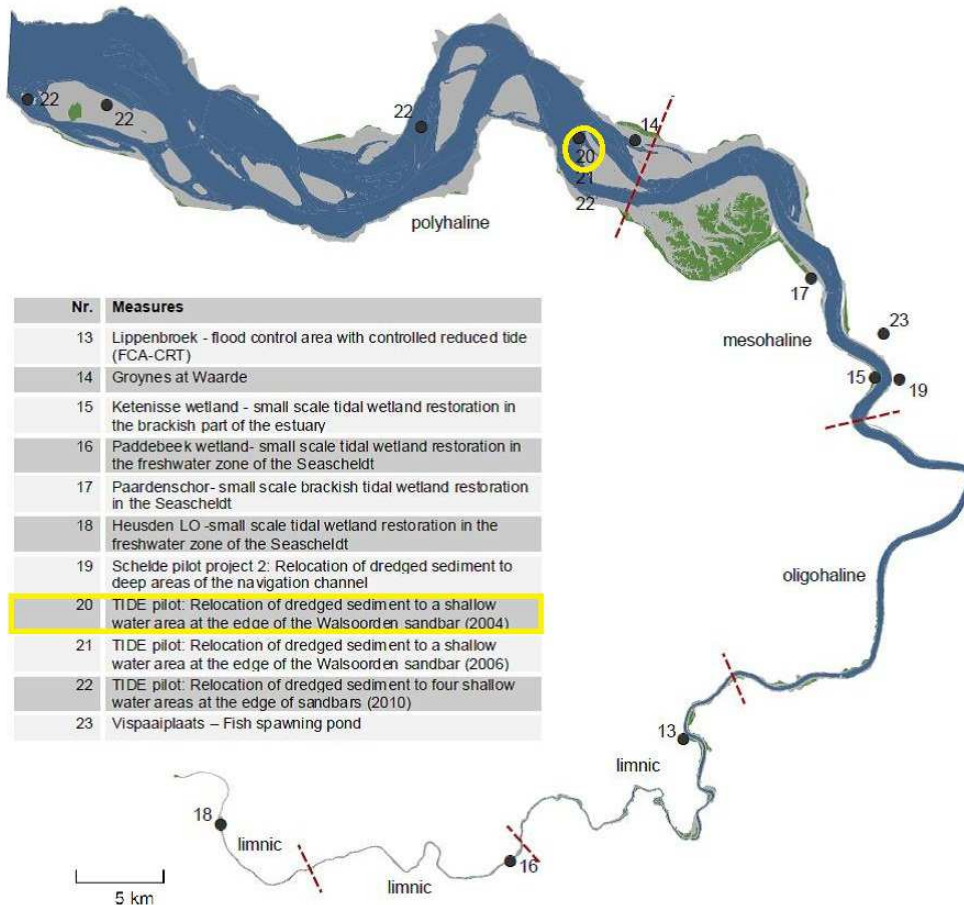 22
22
22
14
20
21
22
polyhaline
17
mesohaline
23
15
19
Nr. Measures
13 Lippenbroek - flood control area with controlled reduced tide
(FCA-CRT)
14 Groynes at Waarde
15 Ketenisse wetland - small scale tidal wetland restoration in
the brackish part of the estuary
16 Paddebeek wetland- small scale tidal wetland restoration in
the freshwater zone of the Seascheldt
17 Paardenschor- small scale brackish tidal wetland restoration
in the Seascheldt
18 Heusden LO -small scale tidal wetland restoration in the
freshwater zone of the Seascheldt
19 Schelde pilot project 2: Relocation of dredged sediment to
deep areas of the navigation channel
20 TIDE pilot: Relocation of dredged sediment to a shallow
water area at the edge of the Walsoorden sandbar (2004)
21 TIDE pilot: Relocation of dredged sediment to a shallow
water area at the edge of the Walsoorden sandbar (2006)
22 TIDE pilot: Relocation of dredged sediment to four shallow
water areas at the edge of sandbars (2010)
23 Vispaaiplaats – Fish spawning pond
oligohaline
13
limnic
18
limnic
16
limnic
5 km